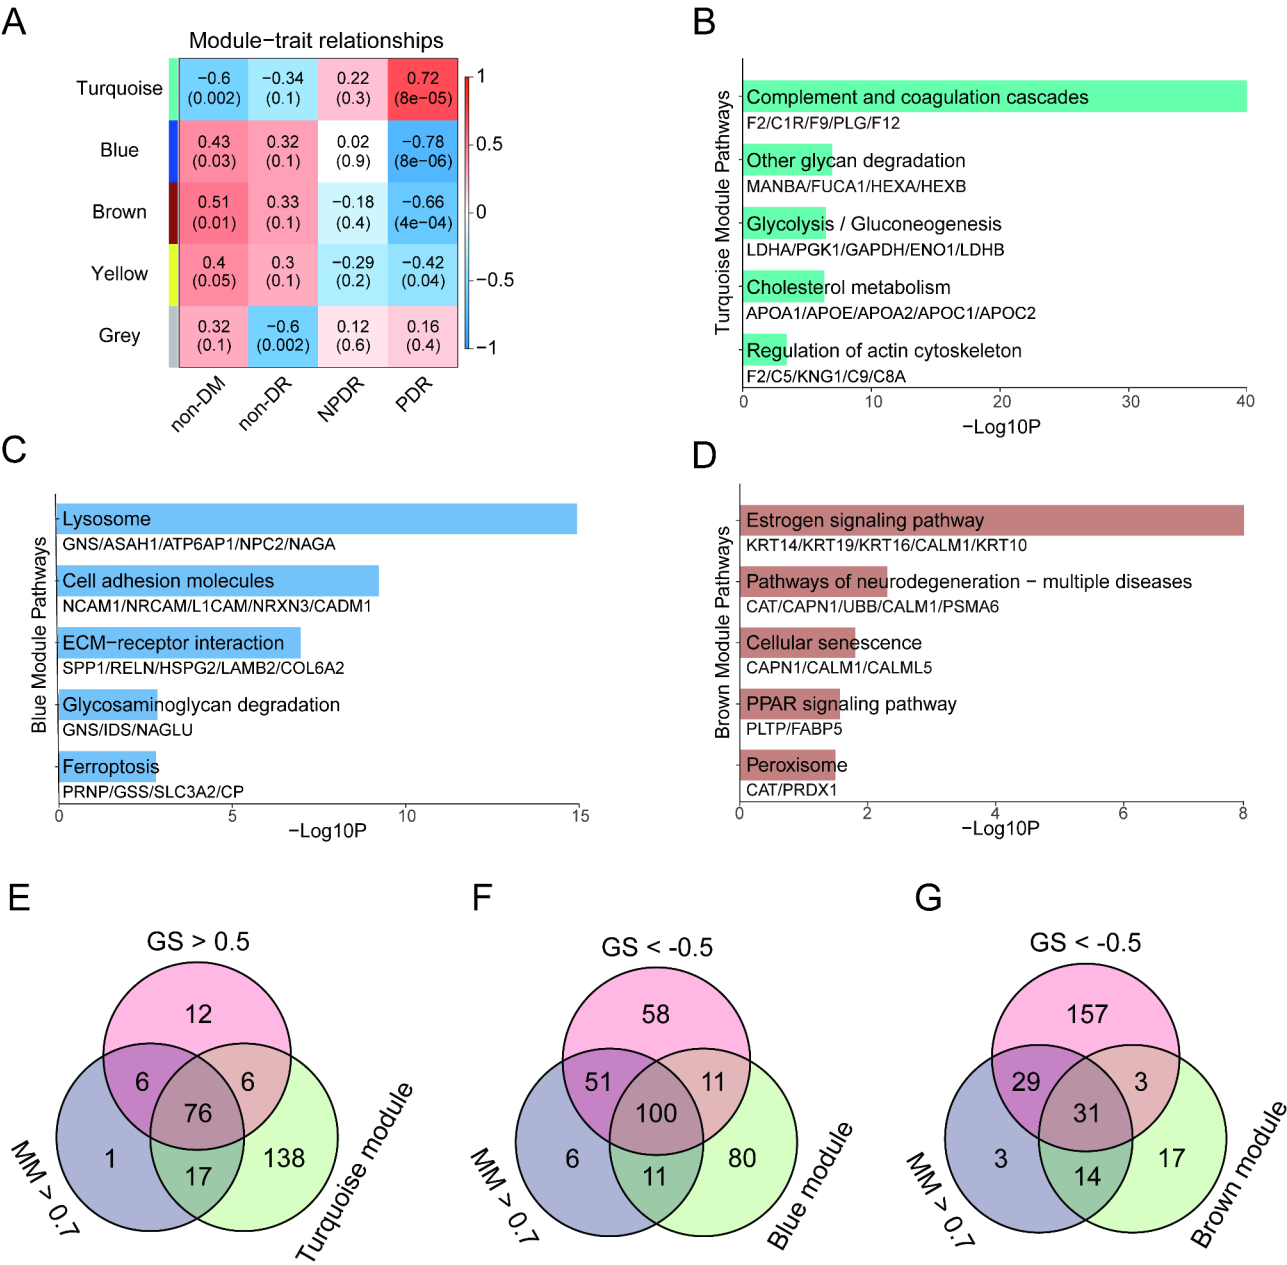 A
Module−trait relationships
Turquoise
−0.6 −0.34 0.22 0.72
(0.002) (0.1) (0.3) (8e−05)
Blue
0.43 0.32 0.02 −0.78
(0.03) (0.1) (0.9) (8e−06)
Brown
0.51 0.33 −0.18 −0.66
(0.01) (0.1) (0.4) (4e−04)
Yellow
0.4 0.3 −0.29 −0.42
(0.05) (0.1) (0.2) (0.04)
Grey
0.32 −0.6 0.12 0.16
(0.1) (0.002) (0.6) (0.4)
non−DM non−DR NPDR PDR
1
0.5
0
−0.5
−1
B
Turquoise Module Pathways
Complement and coagulation cascades
F2/C1R/F9/PLG/F12
Other glycan degradation
MANBA/FUCA1/HEXA/HEXB
Glycolysis / Gluconeogenesis
LDHA/PGK1/GAPDH/ENO1/LDHB
Cholesterol metabolism
APOA1/APOE/APOA2/APOC1/APOC2
Regulation of actin cytoskeleton
F2/C5/KNG1/C9/C8A
0 10 20 30 40
−Log10P
C
Blue Module Pathways
Lysosome
GNS/ASAH1/ATP6AP1/NPC2/NAGA
Cell adhesion molecules
NCAM1/NRCAM/L1CAM/NRXN3/CADM1
ECM−receptor interaction
SPP1/RELN/HSPG2/LAMB2/COL6A2
Glycosaminoglycan degradation
GNS/IDS/NAGLU
Ferroptosis
PRNP/GSS/SLC3A2/CP
0 5 10 15
−Log10P
D
Brown Module Pathways
Estrogen signaling pathway
KRT14/KRT19/KRT16/CALM1/KRT10
Pathways of neurodegeneration − multiple diseases
CAT/CAPN1/UBB/CALM1/PSMA6
Cellular senescence
CAPN1/CALM1/CALML5
PPAR signaling pathway
PLTP/FABP5
Peroxisome
CAT/PRDX1
0 2 4 6 8
−Log10P
E
GS > 0.5
12
6 6
76
1 138
17
MM > 0.7
Turquoise module
F
GS < -0.5
58
51 11
100
6 80
11
MM > 0.7
Blue module
G
GS < -0.5
157
29 3
31
3 17
14
MM > 0.7
Brown module